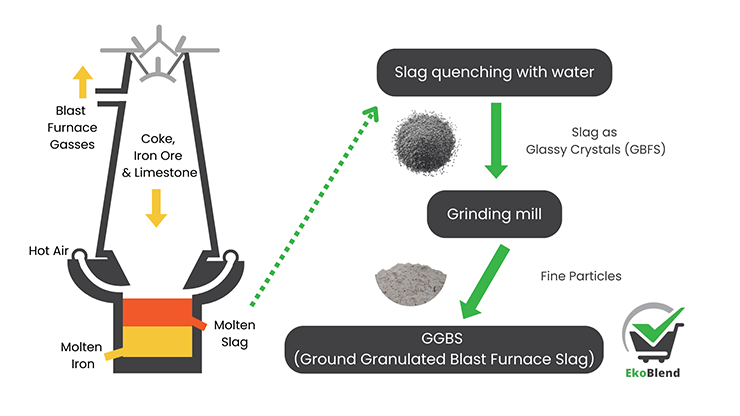 Blast
Furnace
Gasses
Coke,
Iron Ore
& Limestone
Hot Air
Molten
Slag
Molten
Iron
Slag quenching with water
Slag as
Glassy Crystals (GBFS)
Grinding mill
Fine Particles
GGBS
(Ground Granulated Blast Furnace Slag)
EkoBlend